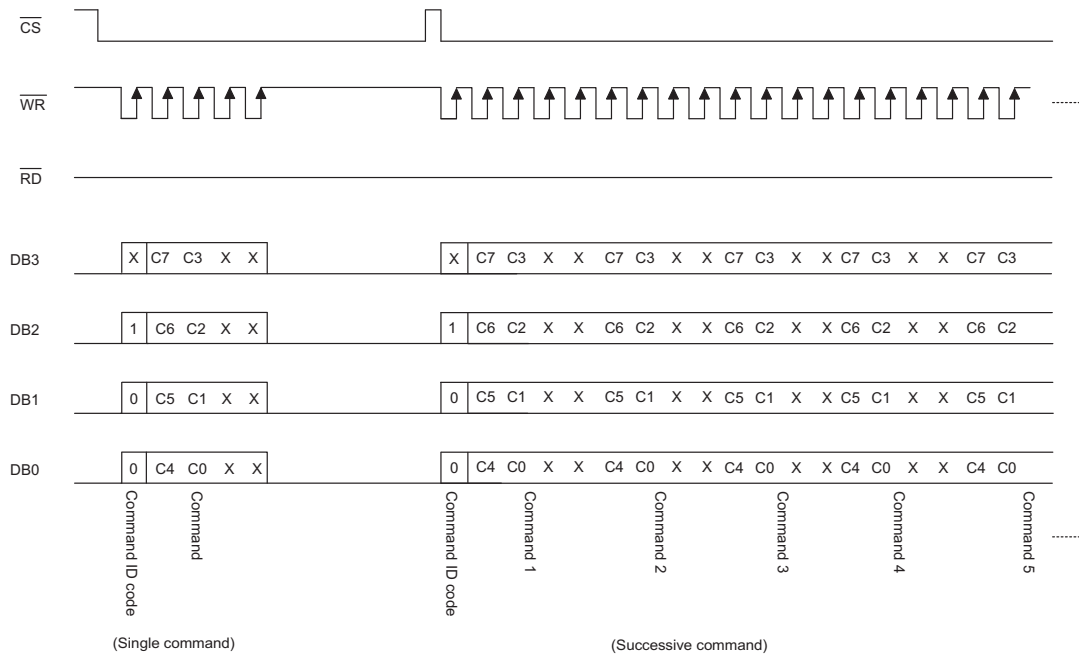 CS
WR
RD
DB3 X C7 C3 X X X C7 C3 X X C7 C3 X X C7 C3 X X C7 C3 X X C7 C3
DB2 1 C6 C2 X X 1 C6 C2 X X C6 C2 X X C6 C2 X X C6 C2 X X C6 C2
DB1 0 C5 C1 X X 0 C5 C1 X X C5 C1 X X C5 C1 X X C5 C1 X X C5 C1
DB0 0 C4 C0 X X 0 C4 C0 X X C4 C0 X X C4 C0 X X C4 C0 X X C4 C0
Command ID code
Command
Command ID code
Command 1
Command 2
Command 3
Command 4
Command 5
(Single command)
(Successive command)